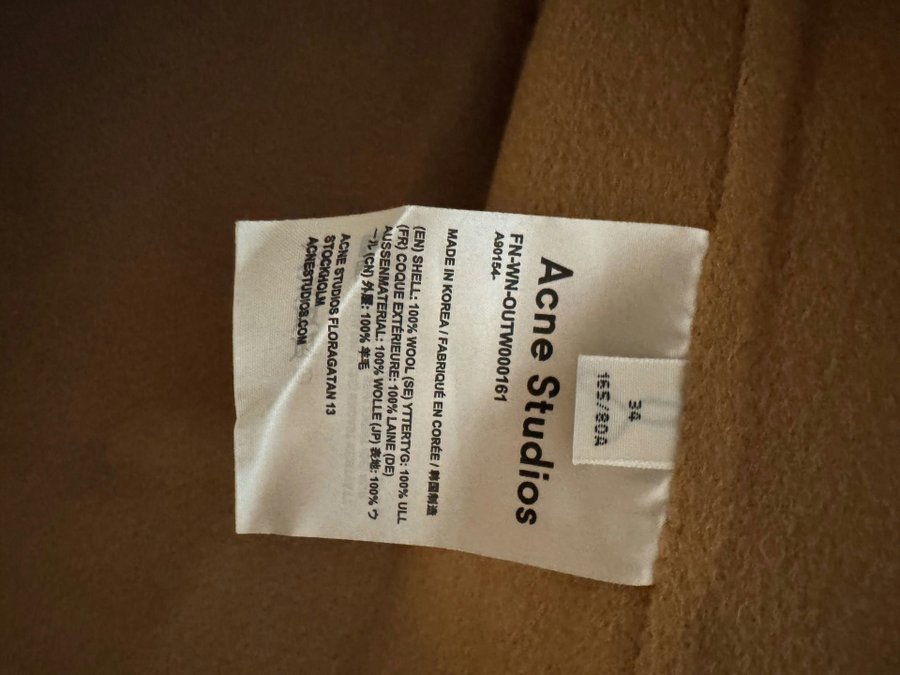 34
165/80A
Acne Studios
FN-WN-OUTW000161
A90154-
MADE IN KOREA / FABRIQUÉ EN CORÉE / 韩国制造
(EN) SHELL: 100% WOOL (SE) YTTERTYG: 100% ULL
(FR) COQUE EXTÉRIEURE: 100% LAINE (DE)
AUSSENMATERIAL: 100% WOLLE (JP) 表地: 100% ウ
ール (CN) 外层: 100% 羊毛
ACNE STUDIOS FLORAGATAN 13
STOCKHOLM
ACNESTUDIOS.COM